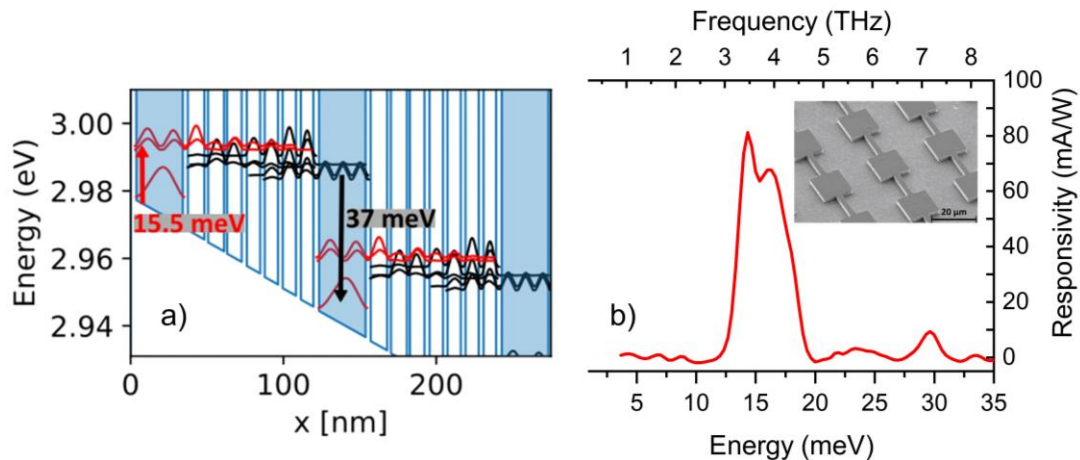 Energy (eV)
3.00
2.98
2.96
2.94
15.5 meV
37 meV
a)
0 100 200
x [nm]
Frequency (THz)
1 2 3 4 5 6 7 8
100
80
60
40
20
0
Responsivity (mA/W)
20 µm
b)
5 10 15 20 25 30 35
Energy (meV)